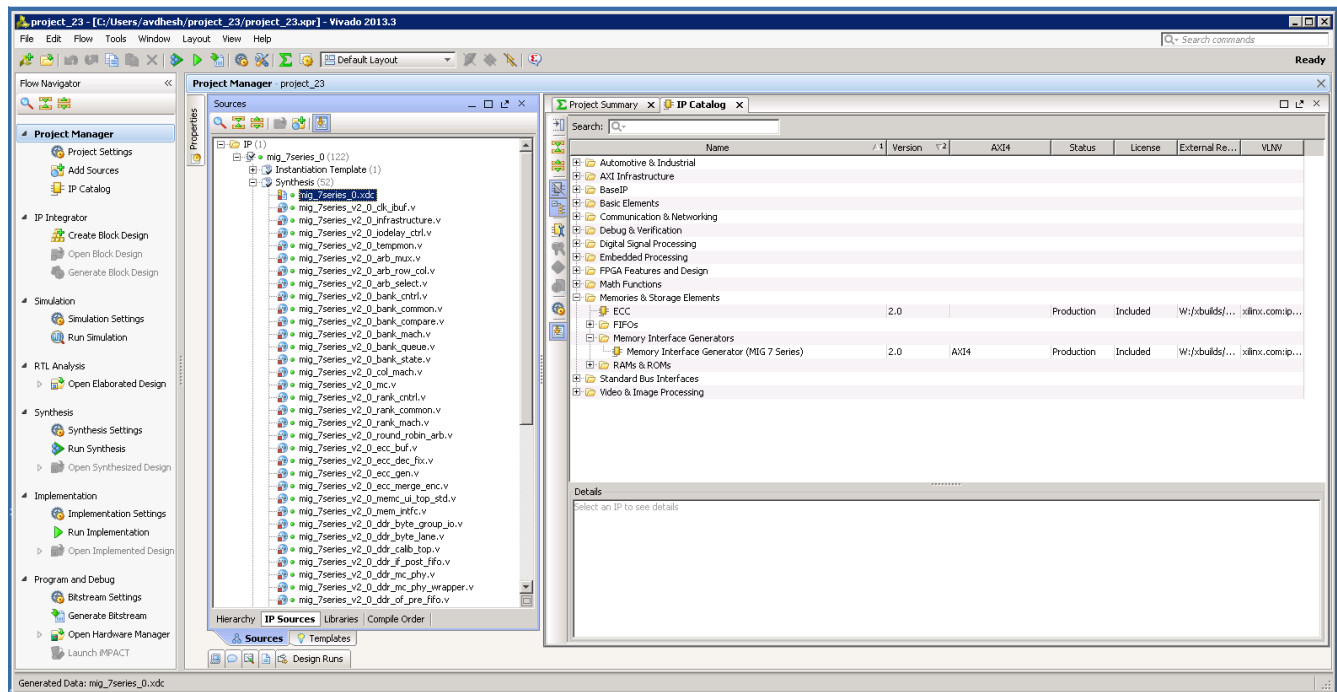 project_23 - [C:/Users/avdhesh/project_23/project_23.xpr] - Vivado 2013.3
File Edit Flow Tools Window Layout View Help
Search commands
Default Layout
Ready
Flow Navigator
Project Manager
Project Settings
Add Sources
IP Catalog
IP Integrator
Create Block Design
Open Block Design
Generate Block Design
Simulation
Simulation Settings
Run Simulation
RTL Analysis
Open Elaborated Design
Synthesis
Synthesis Settings
Run Synthesis
Open Synthesized Design
Implementation
Implementation Settings
Run Implementation
Open Implemented Design
Program and Debug
Bitstream Settings
Generate Bitstream
Open Hardware Manager
Launch iMPACT
Project Manager - project_23
Properties
Sources
IP (1)
mig_7series_0 (122)
Instantiation Template (1)
Synthesis (52)
mig_7series_0.xdc
mig_7series_v2_0_clk_ibuf.v
mig_7series_v2_0_infrastructure.v
mig_7series_v2_0_iodelay_ctrl.v
mig_7series_v2_0_tempmon.v
mig_7series_v2_0_arb_mux.v
mig_7series_v2_0_arb_row_col.v
mig_7series_v2_0_arb_select.v
mig_7series_v2_0_bank_cntrl.v
mig_7series_v2_0_bank_common.v
mig_7series_v2_0_bank_compare.v
mig_7series_v2_0_bank_mach.v
mig_7series_v2_0_bank_queue.v
mig_7series_v2_0_bank_state.v
mig_7series_v2_0_col_mach.v
mig_7series_v2_0_mc.v
mig_7series_v2_0_rank_cntrl.v
mig_7series_v2_0_rank_common.v
mig_7series_v2_0_rank_mach.v
mig_7series_v2_0_round_robin_arb.v
mig_7series_v2_0_ecc_buf.v
mig_7series_v2_0_ecc_dec_fix.v
mig_7series_v2_0_ecc_gen.v
mig_7series_v2_0_ecc_merge_enc.v
mig_7series_v2_0_memc_ui_top_std.v
mig_7series_v2_0_mem_intfc.v
mig_7series_v2_0_ddr_byte_group_io.v
mig_7series_v2_0_ddr_byte_lane.v
mig_7series_v2_0_ddr_calib_top.v
mig_7series_v2_0_ddr_if_post_fifo.v
mig_7series_v2_0_ddr_mc_phy.v
mig_7series_v2_0_ddr_mc_phy_wrapper.v
mig_7series_v2_0_ddr_of_pre_fifo.v
Hierarchy IP Sources Libraries Compile Order
Sources Templates
Design Runs
Project Summary IP Catalog
Search:
Name 1 Version 2 AXI4 Status License External Re... VLNV
Automotive & Industrial
AXI Infrastructure
BaseIP
Basic Elements
Communication & Networking
Debug & Verification
Digital Signal Processing
Embedded Processing
FPGA Features and Design
Math Functions
Memories & Storage Elements
ECC 2.0 Production Included W:/xbuilds/... xilinx.com:ip...
FIFOs
Memory Interface Generators
Memory Interface Generator (MIG 7 Series) 2.0 AXI4 Production Included W:/xbuilds/... xilinx.com:ip...
RAMs & ROMs
Standard Bus Interfaces
Video & Image Processing
Details
Select an IP to see details
Generated Data: mig_7series_0.xdc